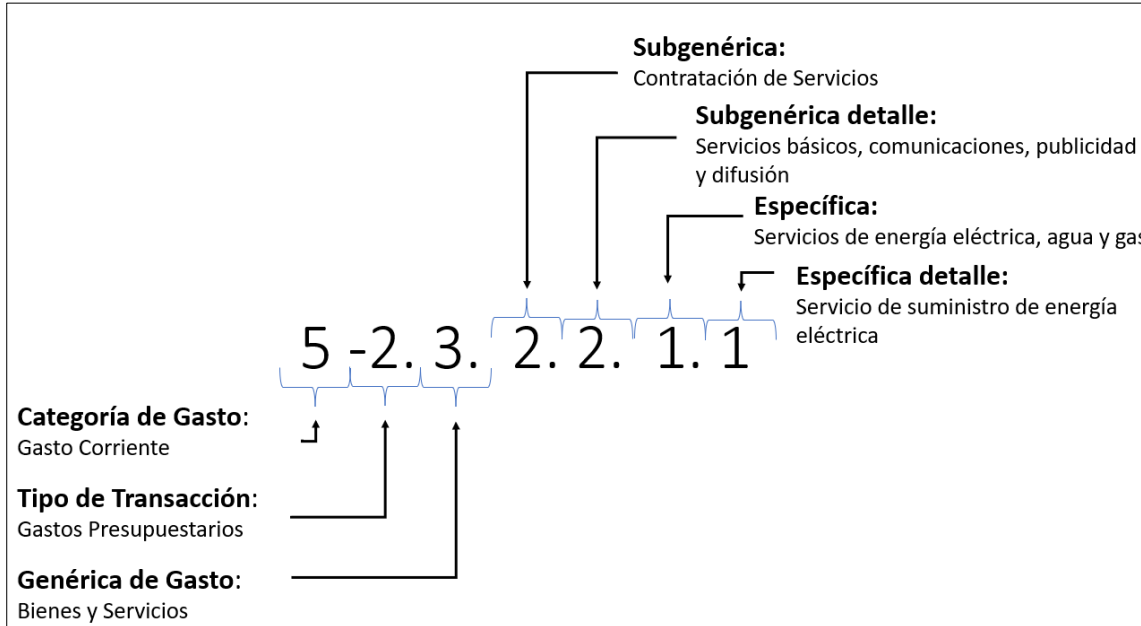 Subgenérica:
Contratación de Servicios
Subgenérica detalle:
Servicios básicos, comunicaciones, publicidad
y difusión
Específica:
Servicios de energía eléctrica, agua y gas
Específica detalle:
Servicio de suministro de energía
eléctrica
5 -2. 3. 2. 2. 1. 1
Categoría de Gasto:
Gasto Corriente
Tipo de Transacción:
Gastos Presupuestarios
Genérica de Gasto:
Bienes y Servicios